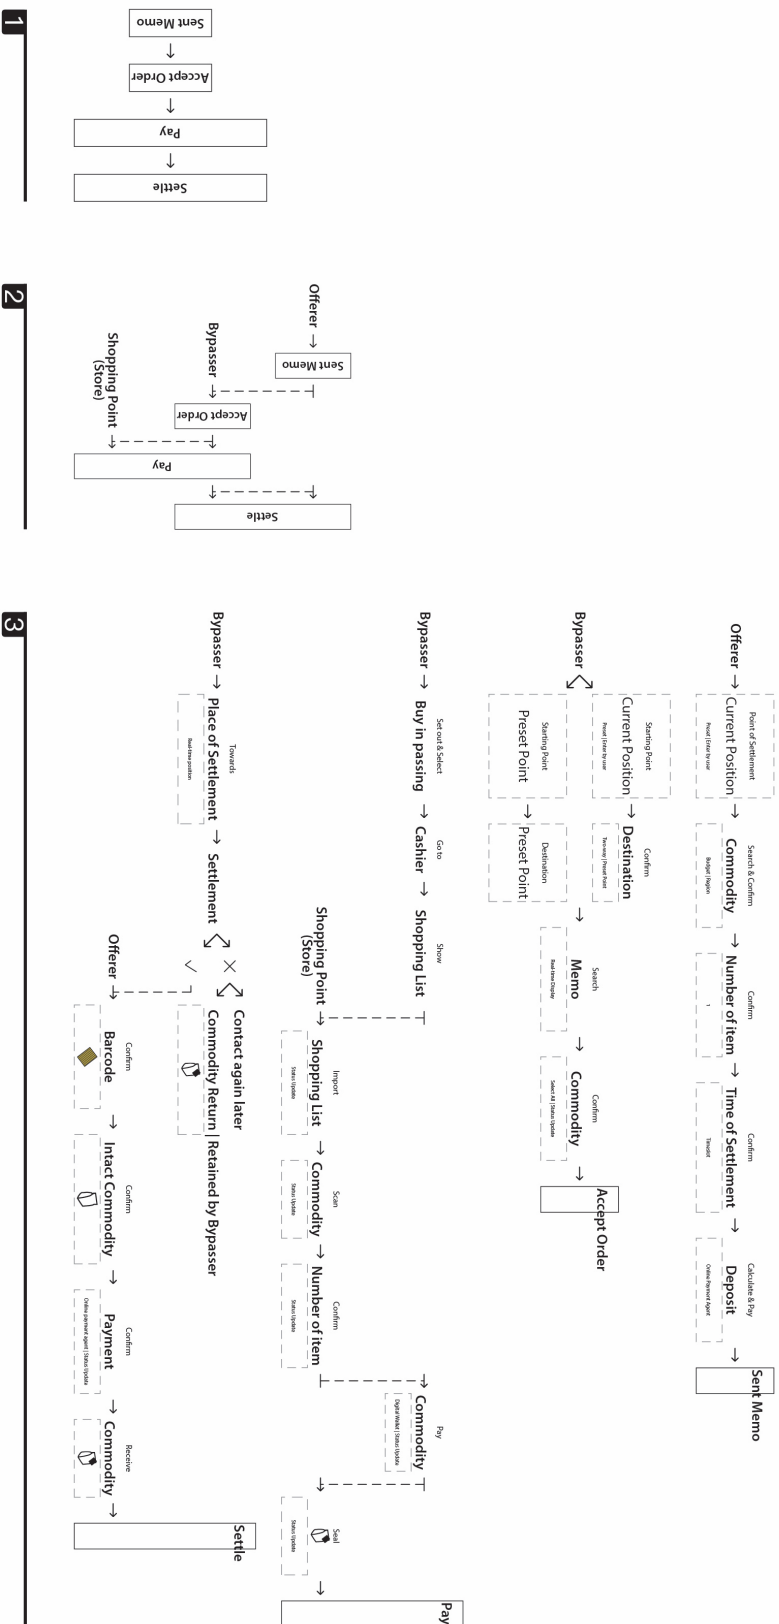 1
Sent Memo
Accept Order
Pay
Settle
2
Offerer
Sent Memo
Bypasser
Accept Order
Shopping Point
(Store)
Pay
Settle
3
Offerer
Point of Settlement
Current Position
Preset | Enter by user
Search & Confirm
Commodity
Budget | Region
Confirm
Number of item
1
Confirm
Time of Settlement
Timeslot
Calculate & Pay
Deposit
Online Payment Agent
Sent Memo
Bypasser
Starting Point
Current Position
Preset | Enter by user
Confirm
Destination
Two-way | Preset Point
Starting Point
Preset Point
Destination
Preset Point
Search
Memo
Real-time Display
Confirm
Commodity
Select All | Status Update
Accept Order
Bypasser
Set out & Select
Buy in passing
Go to
Cashier
Show
Shopping List
Shopping Point
(Store)
Import
Shopping List
Status Update
Scan
Commodity
Status Update
Confirm
Number of item
Status Update
Pay
Commodity
Digital Wallet | Status Update
Seal
Status Update
Pay
Bypasser
Towards
Place of Settlement
Real-time position
Settlement
Contact again later
Commodity Return | Retained by Bypasser
Offerer
Confirm
Barcode
Confirm
Intact Commodity
Confirm
Payment
Online payment agent | Status Update
Receive
Commodity
Settle